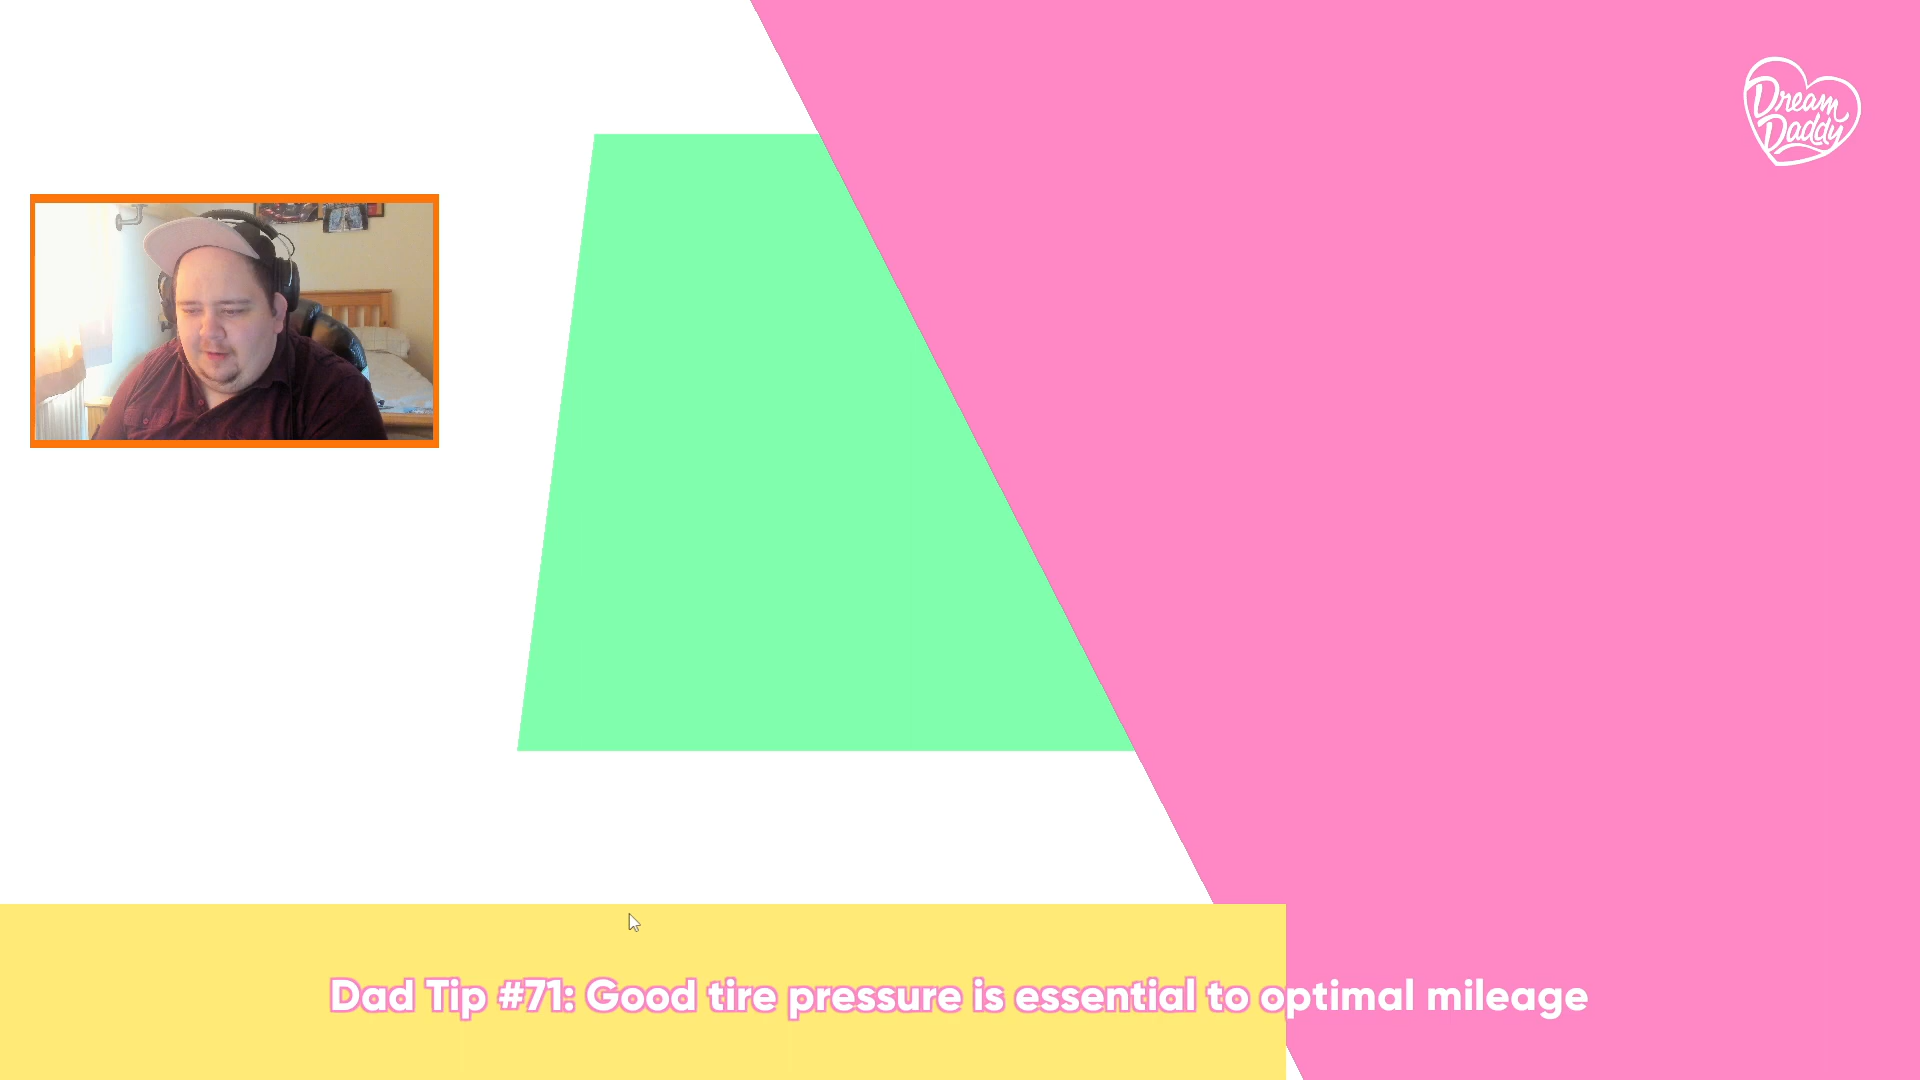 Dream
Daddy
Dad Tip #71: Good tire pressure is essential to optimal mileage